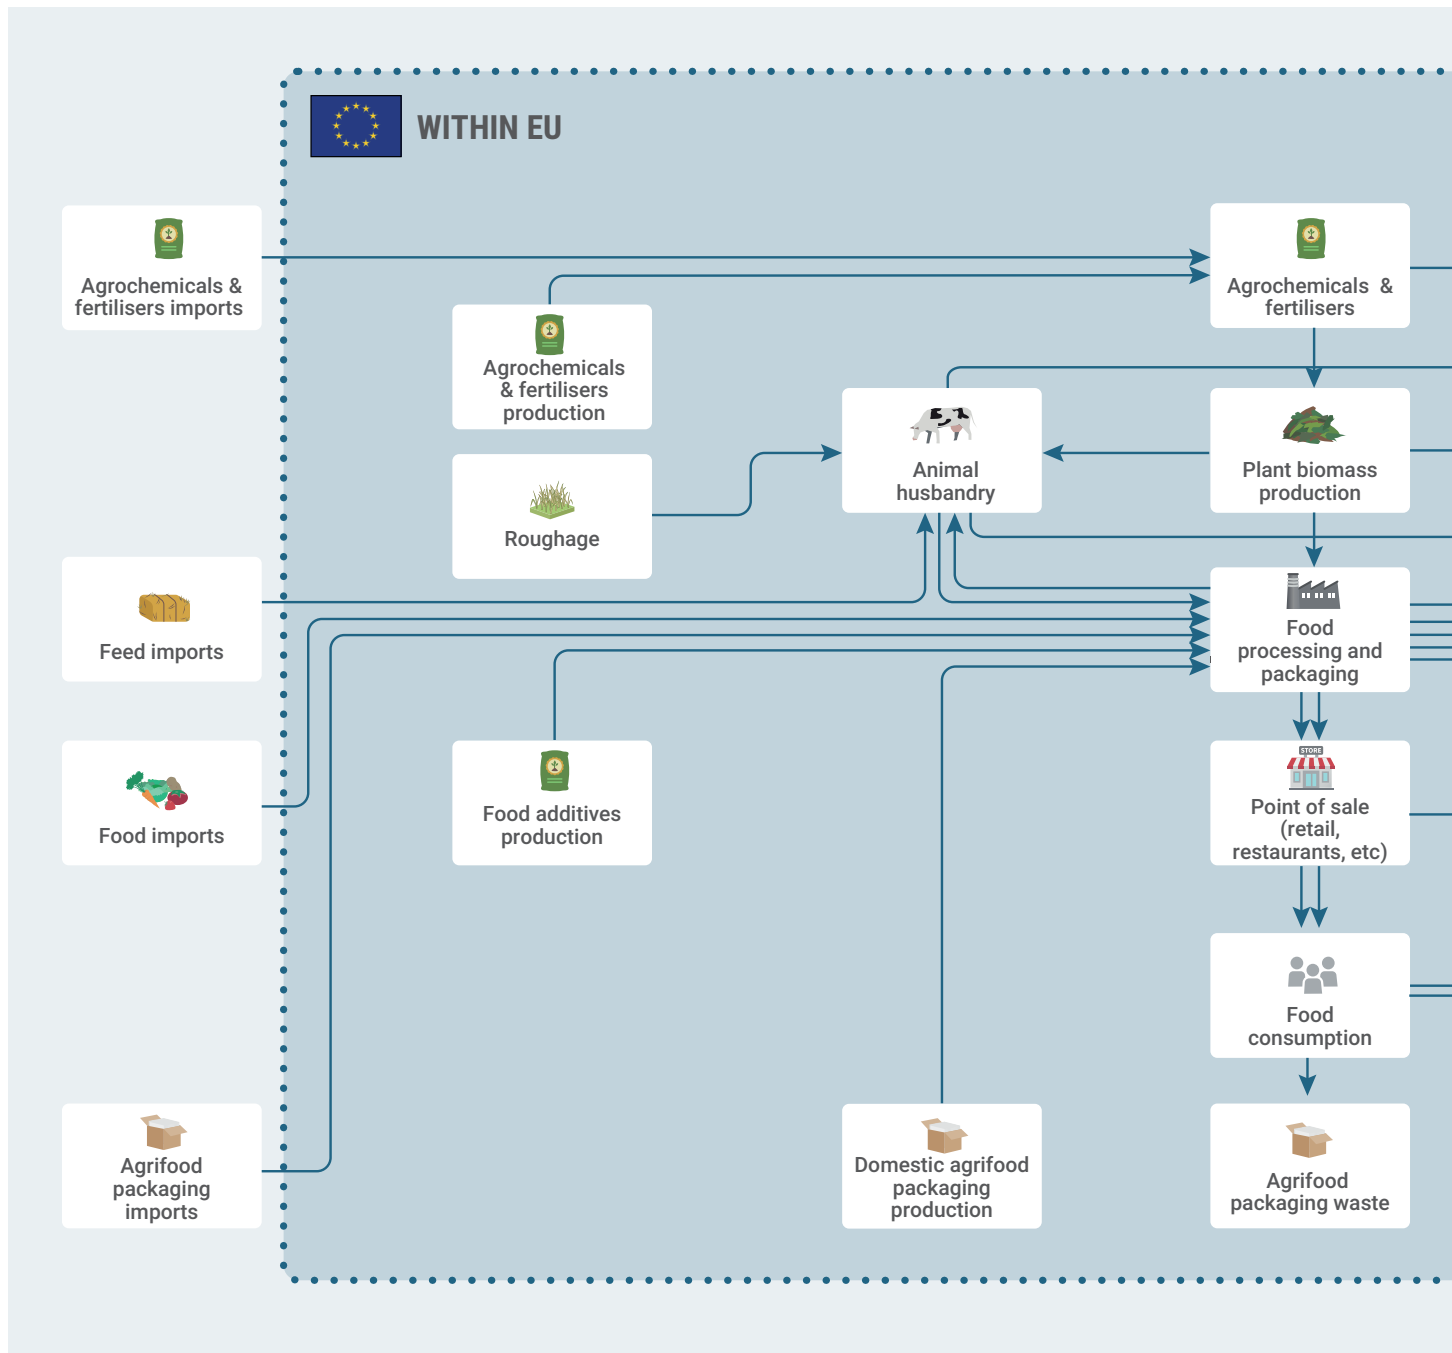 WITHIN EU
Agrochemicals &
fertilisers imports
Agrochemicals &
fertilisers
Agrochemicals
& fertilisers
production
Animal
husbandry
Plant biomass
production
Roughage
Feed imports
Food
processing and
packaging
STORE
Food imports
Food additives
production
Point of sale
(retail,
restaurants, etc)
Food
consumption
Agrifood
packaging
imports
Domestic agrifood
packaging
production
Agrifood
packaging waste